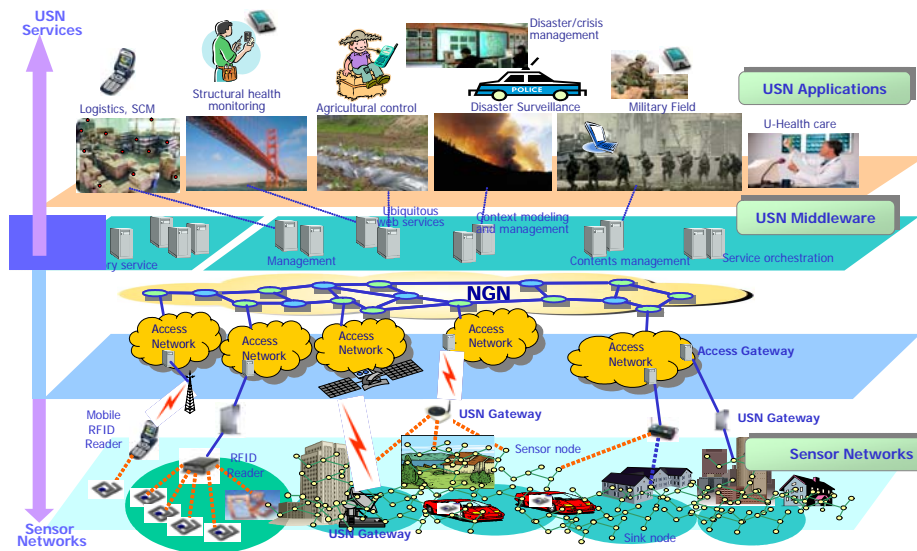 USN
Services
Disaster/crisis
management
POLICE
Logistics, SCM
Structural health
monitoring
Agricultural control
Disaster Surveillance
Military Field
USN Applications
U-Health care
USN Middleware
Ubiquitous
web services
Context modeling
and management
ory service
Management
Contents management
Service orchestration
NGN
Access
Network
Access
Network
Access
Network
Access
Network
Access
Network
Access Gateway
Mobile
RFID
Reader
USN Gateway
USN Gateway
RFID
Reader
Sensor node
Sensor Networks
USN Gateway
Sink node
Sensor
Networks